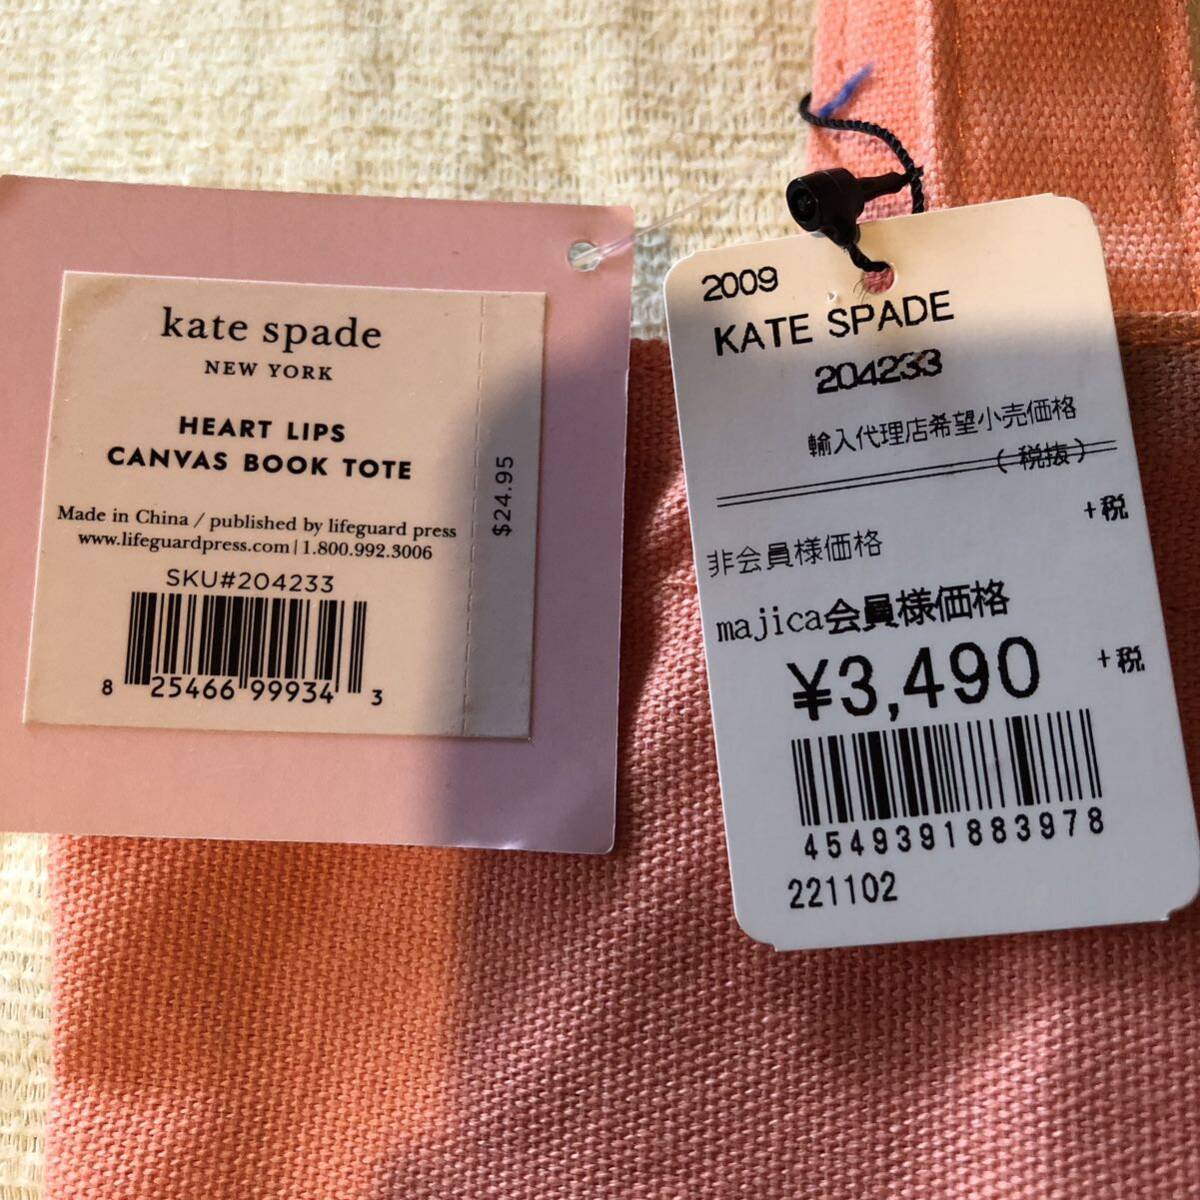 kate spade
NEW YORK
HEART LIPS
CANVAS BOOK TOTE
Made in China / published by lifeguard press
www.lifeguardpress.com | 1.800.992.3006
SKU#204233
8 25466 99934 3
$24.95
2009
KATE SPADE
204233
輸入代理店希望小売価格
(税抜)
+税
非会員様価格
majica会員様価格
¥3,490 +税
4549391883978
221102